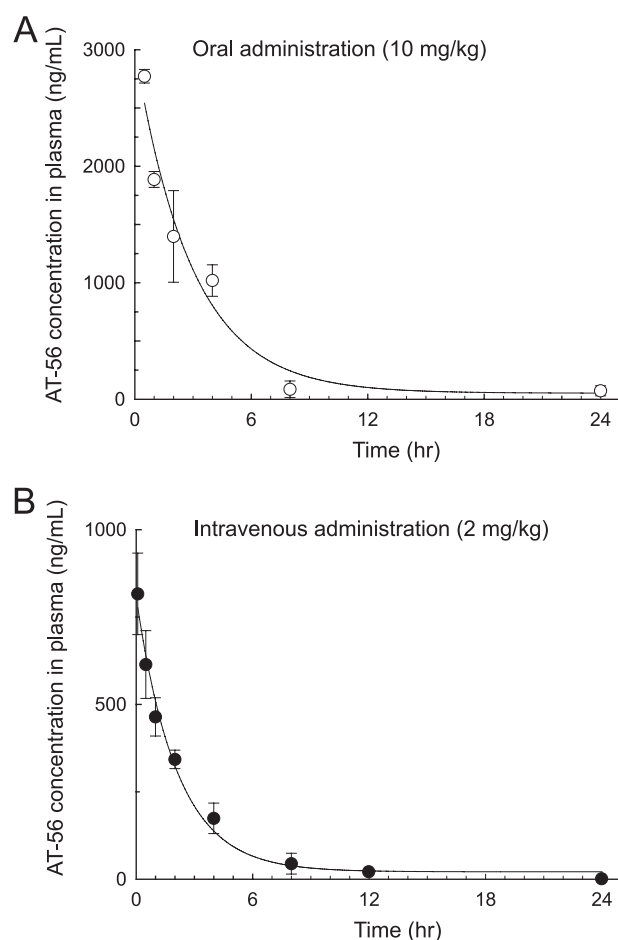 A
Oral administration (10 mg/kg)
AT-56 concentration in plasma (ng/mL)
3000
2000
1000
0
0 6 12 18 24
Time (hr)
B
Intravenous administration (2 mg/kg)
AT-56 concentration in plasma (ng/mL)
1000
500
0
0 6 12 18 24
Time (hr)